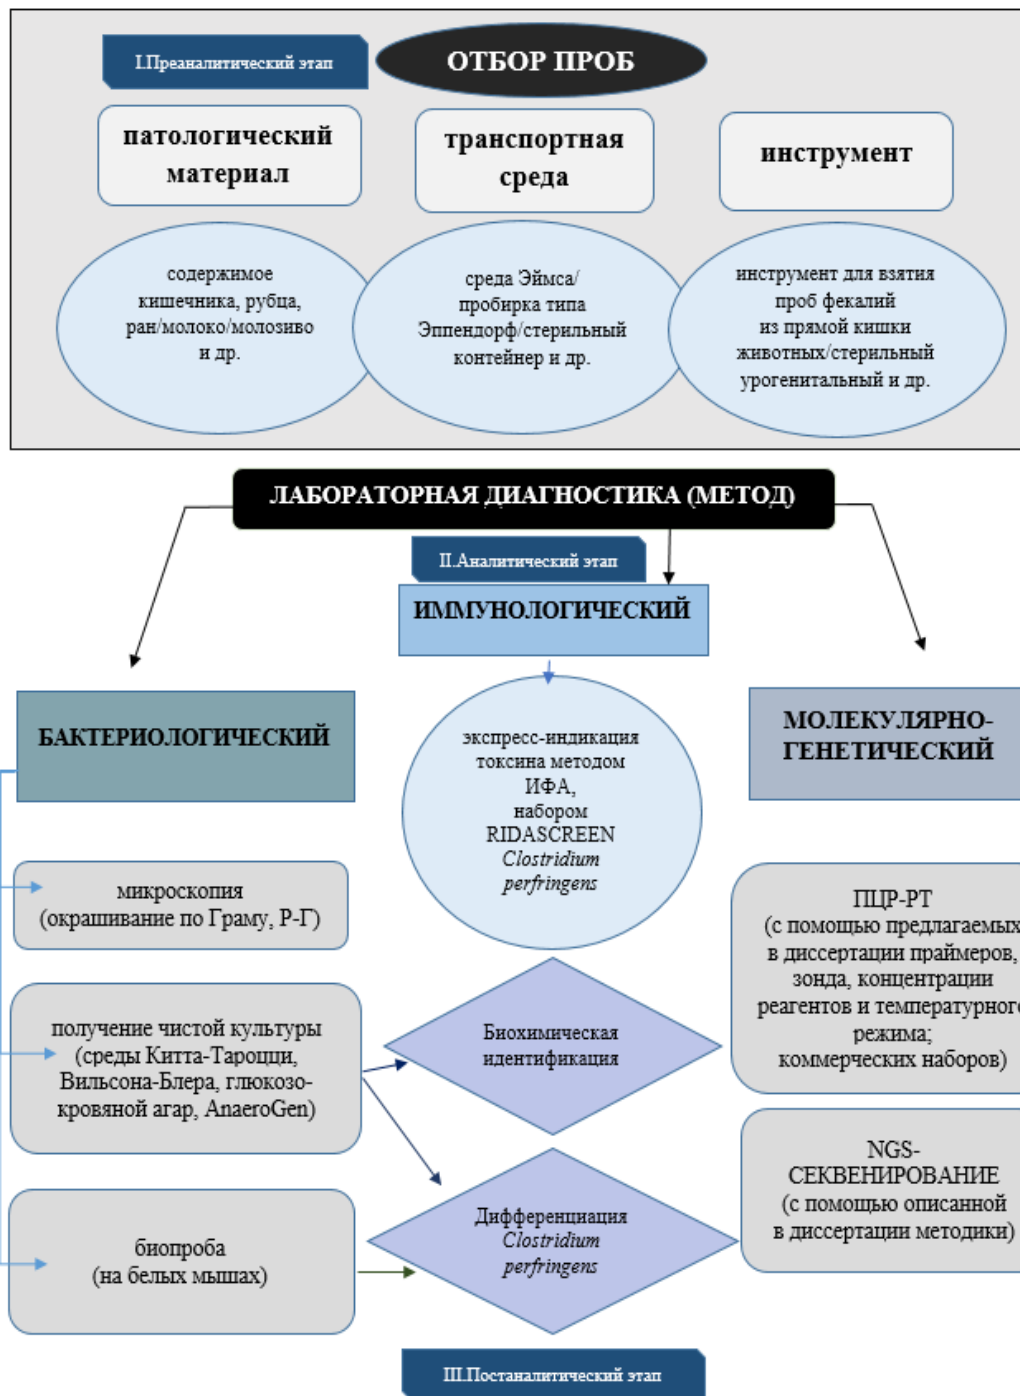 I.Преаналитический этап
ОТБОР ПРОБ
патологический
материал
транспортная
среда
инструмент
содержимое
кишечника, рубца,
ран/молоко/молозиво
и др.
среда Эймса/
пробирка типа
Эппендорф/стерильный
контейнер и др.
инструмент для взятия
проб фекалий
из прямой кишки
животных/стерильный
урогенитальный и др.
ЛАБОРАТОРНАЯ ДИАГНОСТИКА (МЕТОД)
II.Аналитический этап
ИММУНОЛОГИЧЕСКИЙ
БАКТЕРИОЛОГИЧЕСКИЙ
МОЛЕКУЛЯРНО-
ГЕНЕТИЧЕСКИЙ
экспресс-индикация
токсина методом
ИФА,
набором
RIDASCREEN
Clostridium
perfringens
микроскопия
(окрашивание по Граму, Р-Г)
ПЦР-РТ
(с помощью предлагаемых
в диссертации праймеров,
зонда, концентрации
реагентов и температурного
режима;
коммерческих наборов)
получение чистой культуры
(среды Китта-Тароцци,
Вильсона-Блера, глюкозо-
кровяной агар, AnaeroGen)
Биохимическая
идентификация
NGS-
СЕКВЕНИРОВАНИЕ
(с помощью описанной
в диссертации методики)
биопроба
(на белых мышах)
Дифференциация
Clostridium
perfringens
III.Постаналитический этап